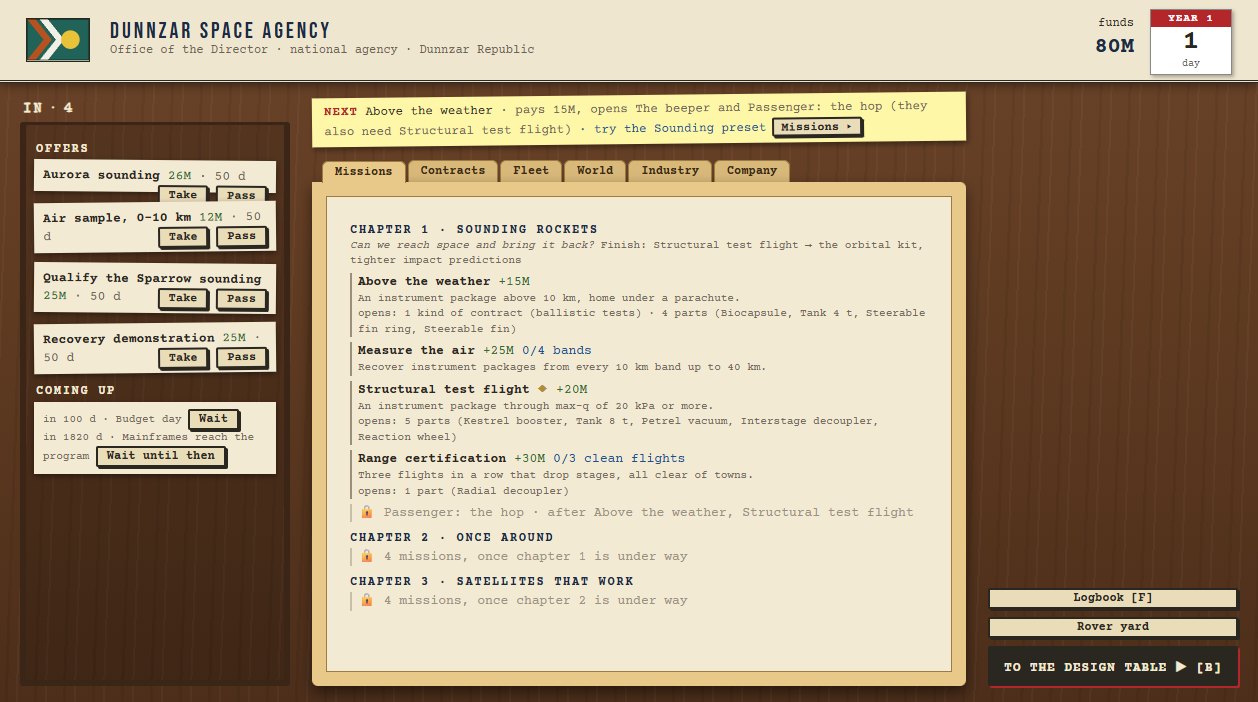 DUNNZAR SPACE AGENCY
Office of the Director · national agency · Dunnzar Republic
funds
80M
YEAR 1
1
day
IN · 4
OFFERS
Aurora sounding 26M · 50 d
Take Pass
Air sample, 0–10 km 12M · 50
d Take Pass
Qualify the Sparrow sounding
25M · 50 d Take Pass
Recovery demonstration 25M ·
50 d Take Pass
COMING UP
in 100 d · Budget day Wait
in 1820 d · Mainframes reach the
program Wait until then
NEXT Above the weather · pays 15M, opens The beeper and Passenger: the hop (they
also need Structural test flight) · try the Sounding preset Missions ▸
Missions Contracts Fleet World Industry Company
CHAPTER 1 · SOUNDING ROCKETS
Can we reach space and bring it back? Finish: Structural test flight → the orbital kit,
tighter impact predictions
Above the weather +15M
An instrument package above 10 km, home under a parachute.
opens: 1 kind of contract (ballistic tests) · 4 parts (Biocapsule, Tank 4 t, Steerable
fin ring, Steerable fin)
Measure the air +25M 0/4 bands
Recover instrument packages from every 10 km band up to 40 km.
Structural test flight ◆ +20M
An instrument package through max-q of 20 kPa or more.
opens: 5 parts (Kestrel booster, Tank 8 t, Petrel vacuum, Interstage decoupler,
Reaction wheel)
Range certification +30M 0/3 clean flights
Three flights in a row that drop stages, all clear of towns.
opens: 1 part (Radial decoupler)
🔒 Passenger: the hop · after Above the weather, Structural test flight
CHAPTER 2 · ONCE AROUND
🔒 4 missions, once chapter 1 is under way
CHAPTER 3 · SATELLITES THAT WORK
🔒 4 missions, once chapter 2 is under way
Logbook [F]
Rover yard
TO THE DESIGN TABLE ▶ [B]